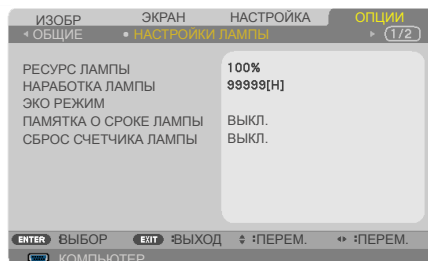 ИЗОБР ЭКРАН НАСТРОЙКА ОПЦИИ
ОБЩИЕ • НАСТРОЙКИ ЛАМПЫ (1/2)
РЕСУРС ЛАМПЫ 100%
НАРАБОТКА ЛАМПЫ 99999[H]
ЭКО РЕЖИМ
ПАМЯТКА О СРОКЕ ЛАМПЫ ВЫКЛ.
СБРОС СЧЕТЧИКА ЛАМПЫ ВЫКЛ.
ENTER :ВЫБОР EXIT :ВЫХОД :ПЕРЕМ. :ПЕРЕМ.
КОМПЬЮТЕР